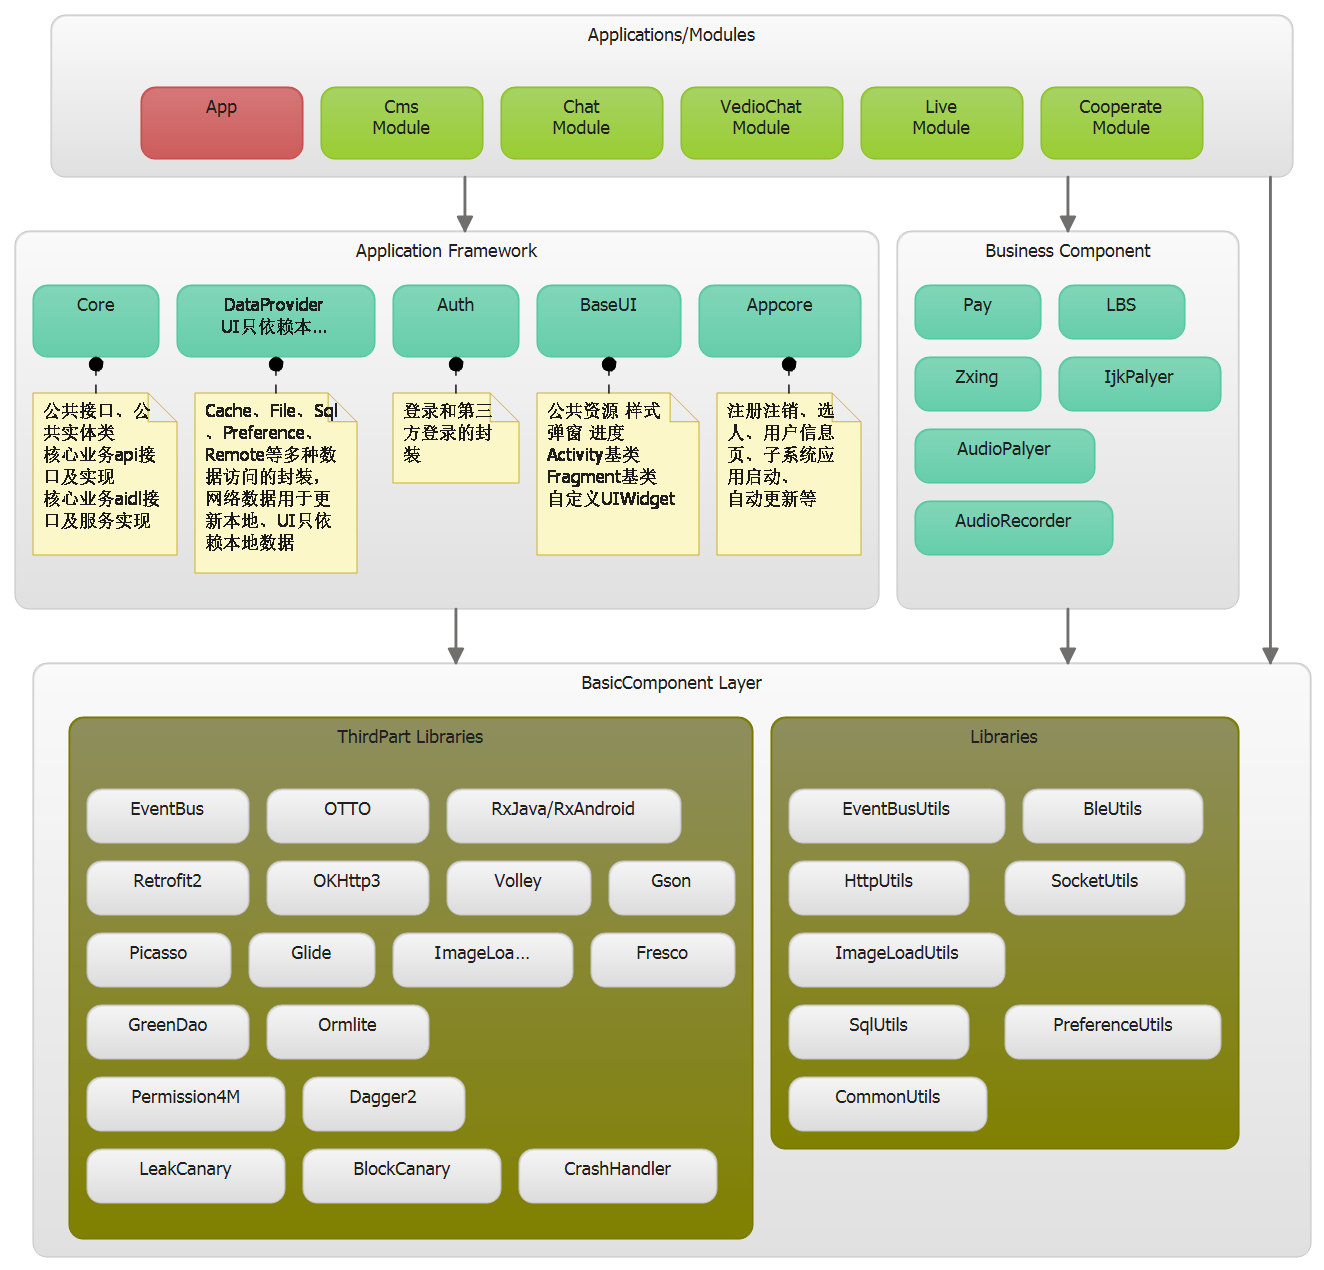 Applications/Modules
App
Cms
Module
Chat
Module
VedioChat
Module
Live
Module
Cooperate
Module
Application Framework
Core
DataProvider
UI只依赖本...
Auth
BaseUI
Appcore
公共接口、公
共实体类
核心业务api接
口及实现
核心业务aidl接
口及服务实现
Cache、File、Sql
、Preference、
Remote等多种数
据访问的封装，
网络数据用于更
新本地、UI只依
赖本地数据
登录和第三
方登录的封
装
公共资源 样式
弹窗 进度
Activity基类
Fragment基类
自定义UIWidget
注册注销、选
人、用户信息
页、子系统应
用启动、
自动更新等
Business Component
Pay
LBS
Zxing
IjkPalyer
AudioPalyer
AudioRecorder
BasicComponent Layer
ThirdPart Libraries
EventBus
OTTO
RxJava/RxAndroid
Retrofit2
OKHttp3
Volley
Gson
Picasso
Glide
ImageLoa...
Fresco
GreenDao
Ormlite
Permission4M
Dagger2
LeakCanary
BlockCanary
CrashHandler
Libraries
EventBusUtils
BleUtils
HttpUtils
SocketUtils
ImageLoadUtils
SqlUtils
PreferenceUtils
CommonUtils